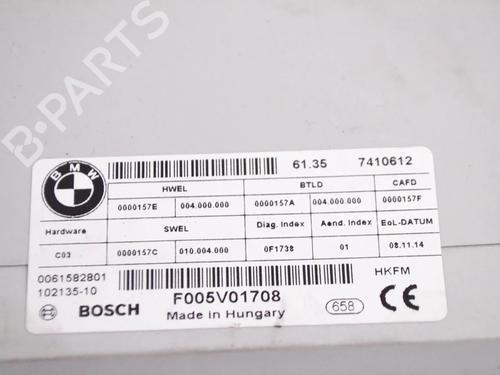 B-PARTS
BMW
61.35 7410612
HWEL BTLD CAFD
0000157E 004.000.000 0000157A 004.000.000 0000157F
Hardware SWEL Diag. Index Aend. Index EoL-DATUM
C03 0000157C 010.004.000 0F1738 01 08.11.14
0061582801
102135-10
HKFM
BOSCH F005V01708 658 CE
Made in Hungary